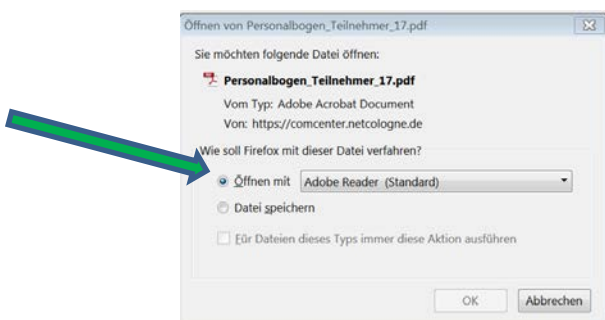 Öffnen von Personalbogen_Teilnehmer_17.pdf
Sie möchten folgende Datei öffnen:
Personalbogen_Teilnehmer_17.pdf
Vom Typ: Adobe Acrobat Document
Von: https://comcenter.netcologne.de
Wie soll Firefox mit dieser Datei verfahren?
Öffnen mit Adobe Reader (Standard)
Datei speichern
Für Dateien dieses Typs immer diese Aktion ausführen
OK Abbrechen